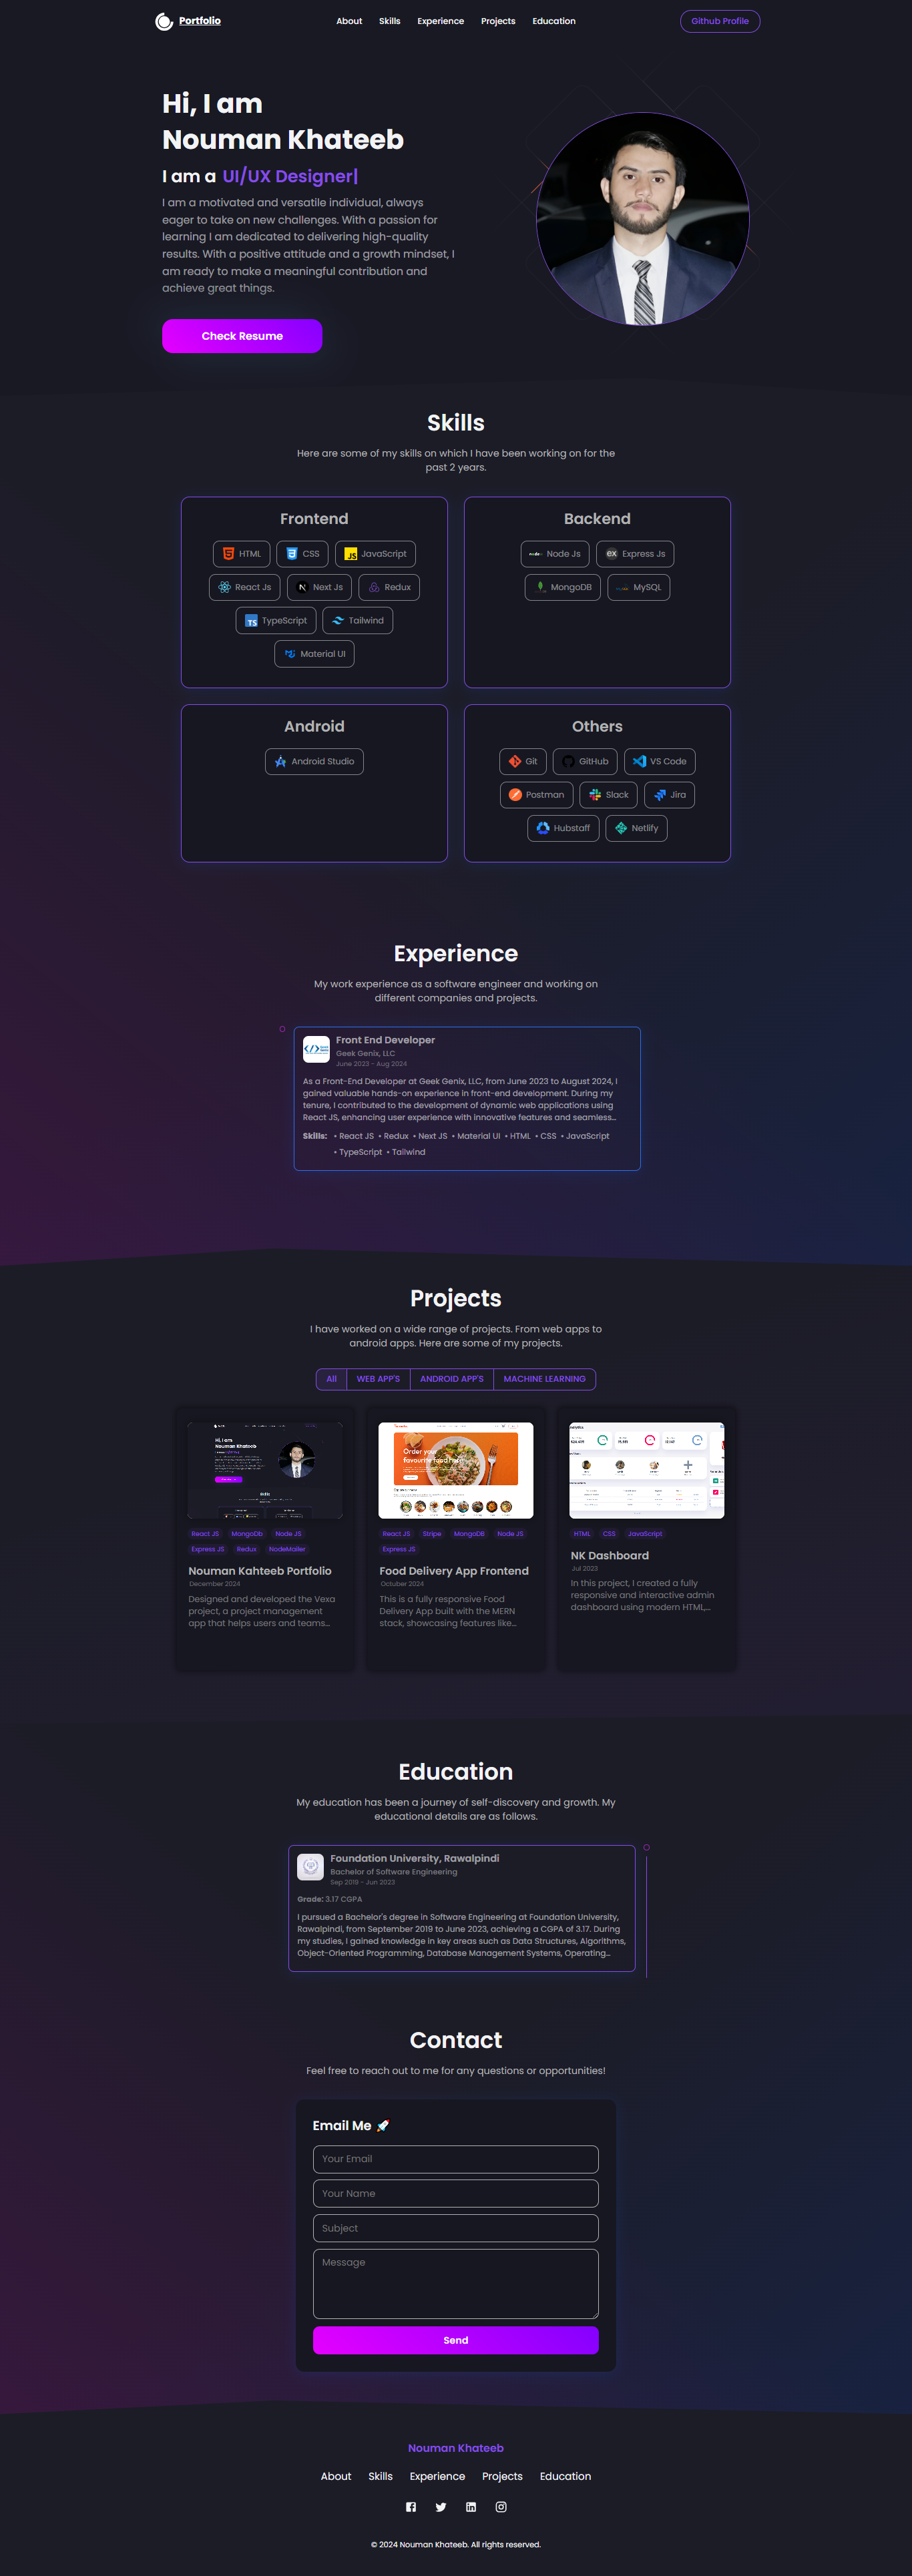 Portfolio
About Skills Experience Projects Education
Github Profile
Hi, I am
Nouman Khateeb
I am a UI/UX Designer|
I am a motivated and versatile individual, always
eager to take on new challenges. With a passion for
learning I am dedicated to delivering high-quality
results. With a positive attitude and a growth mindset, I
am ready to make a meaningful contribution and
achieve great things.
Check Resume
Skills
Here are some of my skills on which I have been working on for the
past 2 years.
Frontend
HTML CSS JavaScript
React Js Next Js Redux
TypeScript Tailwind
Material UI
Backend
Node Js Express Js
MongoDB MySQL
Android
Android Studio
Others
Git GitHub VS Code
Postman Slack Jira
Hubstaff Netlify
Experience
My work experience as a software engineer and working on
different companies and projects.
Front End Developer
Geek Genix, LLC
June 2023 - Aug 2024
As a Front-End Developer at Geek Genix, LLC, from June 2023 to August 2024, I
gained valuable hands-on experience in front-end development. During my
tenure, I contributed to the development of dynamic web applications using
React JS, enhancing user experience with innovative features and seamless...
Skills: • React JS • Redux • Next JS • Material UI • HTML • CSS • JavaScript
• TypeScript • Tailwind
Projects
I have worked on a wide range of projects. From web apps to
android apps. Here are some of my projects.
All WEB APP'S ANDROID APP'S MACHINE LEARNING
Hi, I am
Nouman Khateeb
Skills
React JS MongoDb Node JS
Express JS Redux NodeMailer
Nouman Kahteeb Portfolio
December 2024
Designed and developed the Vexa
project, a project management
app that helps users and teams...
Order your
favourite food here
React JS Stripe MongoDB Node JS
Express JS
Food Delivery App Frontend
Octuber 2024
This is a fully responsive Food
Delivery App built with the MERN
stack, showcasing features like...
HTML CSS JavaScript
NK Dashboard
Jul 2023
In this project, I created a fully
responsive and interactive admin
dashboard using modern HTML,...
Education
My education has been a journey of self-discovery and growth. My
educational details are as follows.
Foundation University, Rawalpindi
Bachelor of Software Engineering
Sep 2019 - Jun 2023
Grade: 3.17 CGPA
I pursued a Bachelor's degree in Software Engineering at Foundation University,
Rawalpindi, from September 2019 to June 2023, achieving a CGPA of 3.17. During
my studies, I gained knowledge in key areas such as Data Structures, Algorithms,
Object-Oriented Programming, Database Management Systems, Operating...
Contact
Feel free to reach out to me for any questions or opportunities!
Email Me 🚀
Your Email
Your Name
Subject
Message
Send
Nouman Khateeb
About Skills Experience Projects Education
© 2024 Nouman Khateeb. All rights reserved.